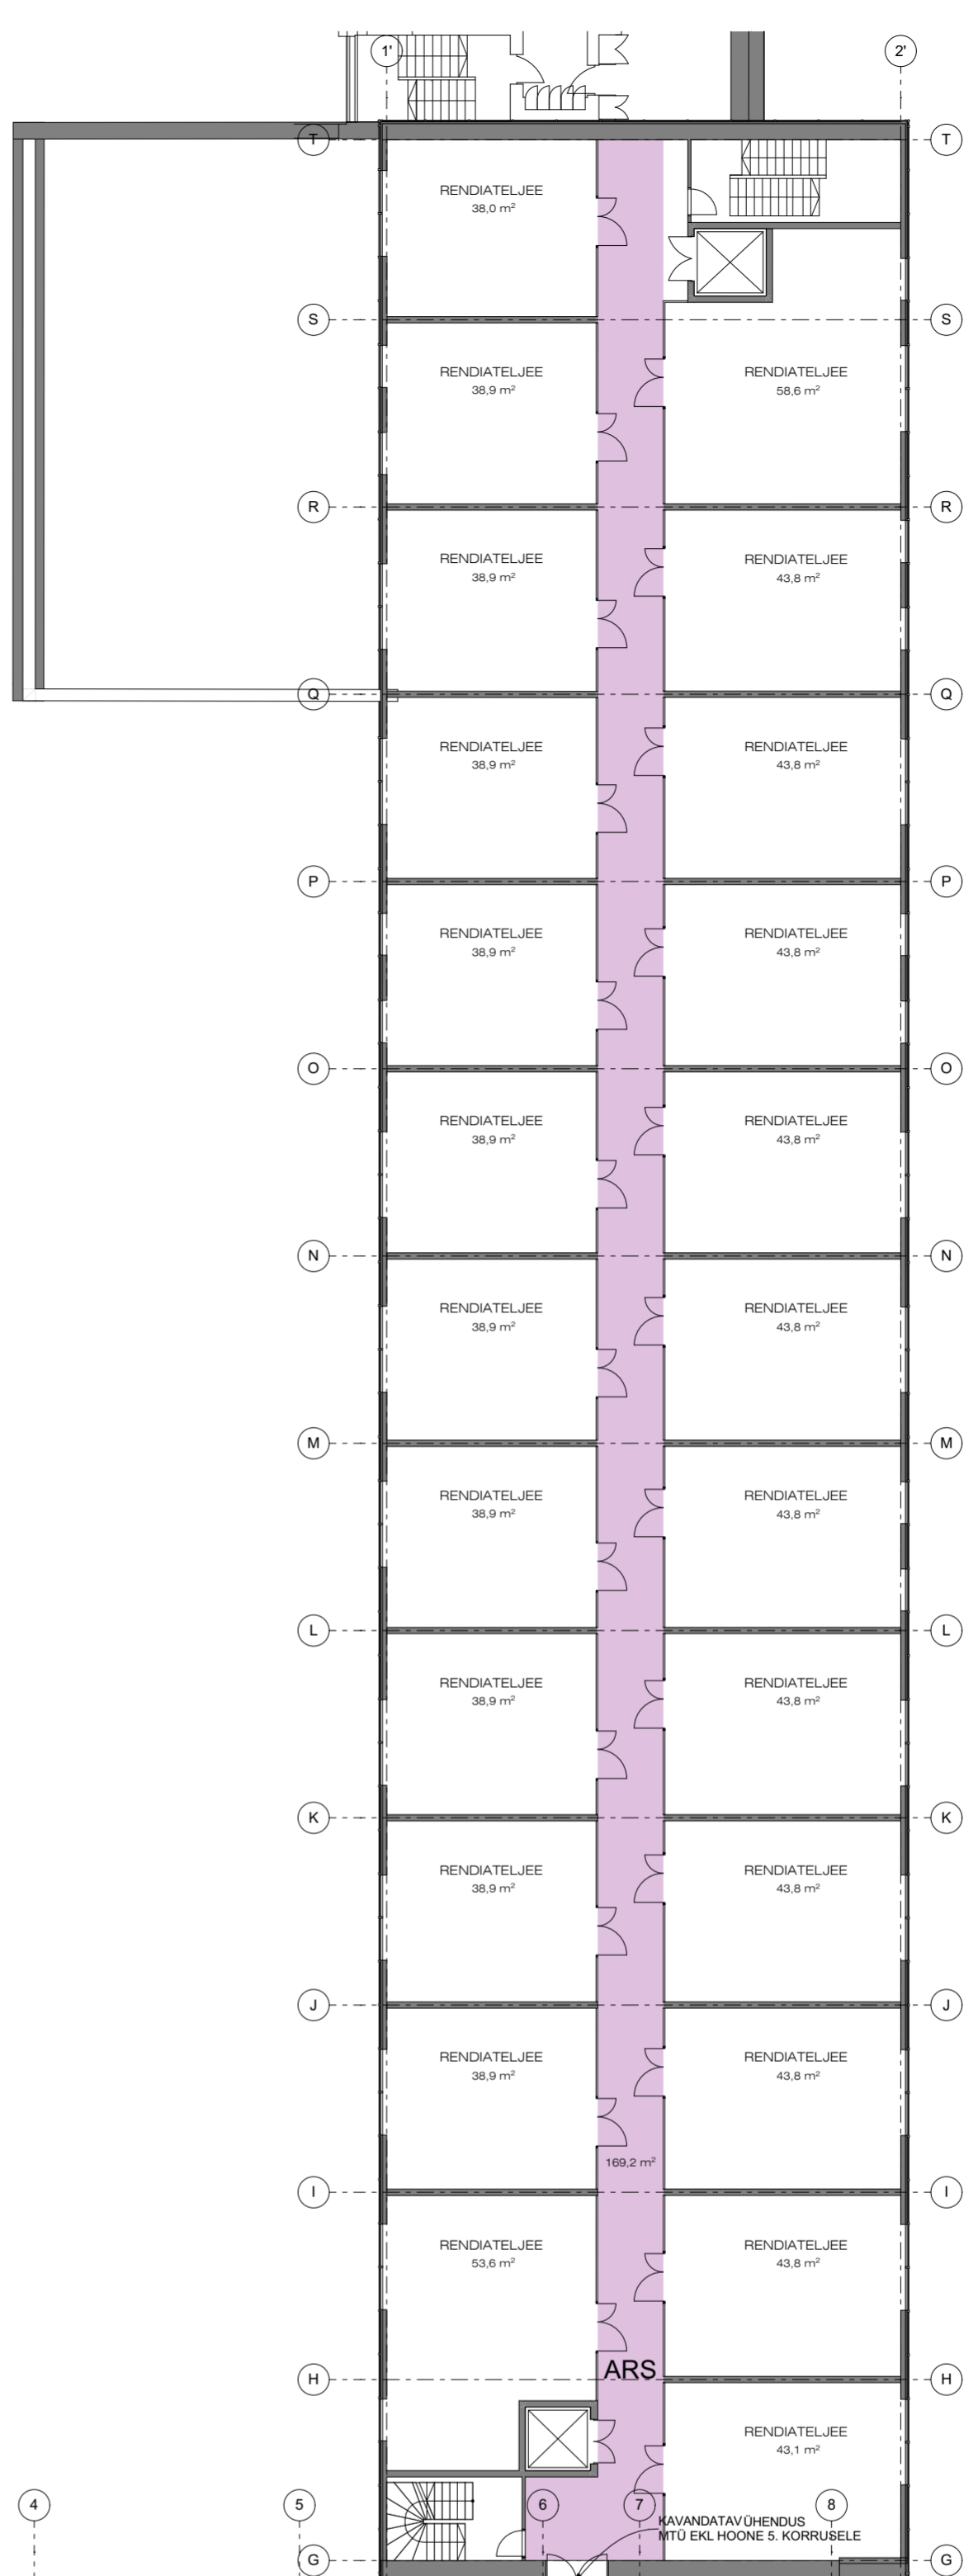 1'
2'
T
T
RENDIATELJEE
38,0 m²
S
S
RENDIATELJEE
38,9 m²
RENDIATELJEE
58,6 m²
R
R
RENDIATELJEE
38,9 m²
RENDIATELJEE
43,8 m²
Q
Q
RENDIATELJEE
38,9 m²
RENDIATELJEE
43,8 m²
P
P
RENDIATELJEE
38,9 m²
RENDIATELJEE
43,8 m²
O
O
RENDIATELJEE
38,9 m²
RENDIATELJEE
43,8 m²
N
N
RENDIATELJEE
38,9 m²
RENDIATELJEE
43,8 m²
M
M
RENDIATELJEE
38,9 m²
RENDIATELJEE
43,8 m²
L
L
RENDIATELJEE
38,9 m²
RENDIATELJEE
43,8 m²
K
K
RENDIATELJEE
38,9 m²
RENDIATELJEE
43,8 m²
J
J
RENDIATELJEE
38,9 m²
RENDIATELJEE
43,8 m²
169,2 m²
I
I
RENDIATELJEE
53,6 m²
RENDIATELJEE
43,8 m²
ARS
H
H
RENDIATELJEE
43,1 m²
4
5
6
7
8
KAVANDATAV ÜHENDUS
MTÜ EKL HOONE 5. KORRUSELE
G
G